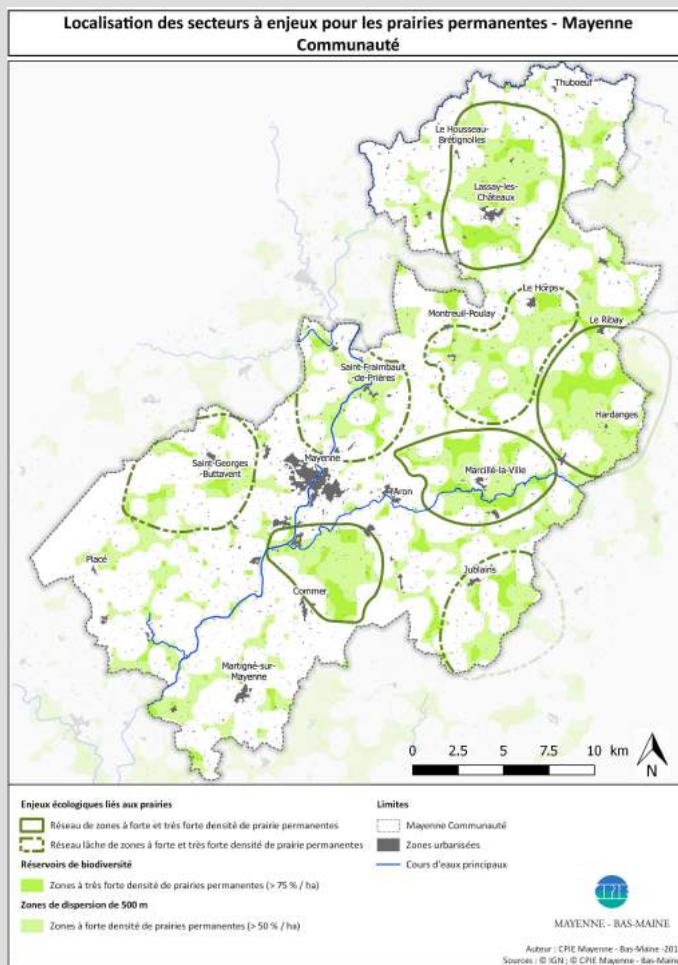 Localisation des secteurs à enjeux pour les prairies permanentes - Mayenne
Communauté
Thuboeuf
Le Housseau-
Brétignolles
Lassay-les-
Châteaux
Le Horps
Montreuil-Poulay
Le Ribay
Saint-Fraimbault
-de-Prières
Hardanges
Saint-Georges
-Buttavent
Mayenne
Marcillé-la-Ville
Aron
Placé
Jublains
Commer
Martigné-sur-
Mayenne
0 2.5 5 7.5 10 km
N
Enjeux écologiques liés aux prairies
Réseau de zones à forte et très forte densité de prairie permanentes
Réseau lâche de zones à forte et très forte densité de prairie permanentes
Réservoirs de biodiversité
Zones à très forte densité de prairies permanentes (> 75 % / ha)
Zones de dispersion de 500 m
Zones à forte densité de prairies permanentes (> 50 % / ha)
Limites
Mayenne Communauté
Zones urbanisées
Cours d'eaux principaux
CPIE
MAYENNE - BAS-MAINE
Auteur : CPIE Mayenne - Bas-Maine -201
Sources : © IGN ; © CPIE Mayenne - Bas-Maine